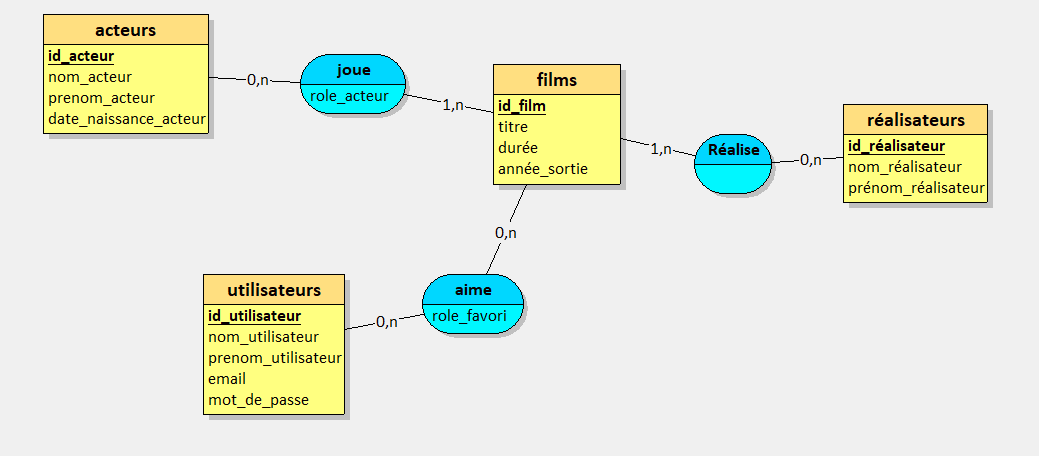 acteurs
id_acteur
nom_acteur
prenom_acteur
date_naissance_acteur
0,n
joue
role_acteur
1,n
films
id_film
titre
durée
année_sortie
1,n
Réalise
0,n
réalisateurs
id_réalisateur
nom_réalisateur
prénom_réalisateur
0,n
utilisateurs
id_utilisateur
nom_utilisateur
prenom_utilisateur
email
mot_de_passe
0,n
aime
role_favori